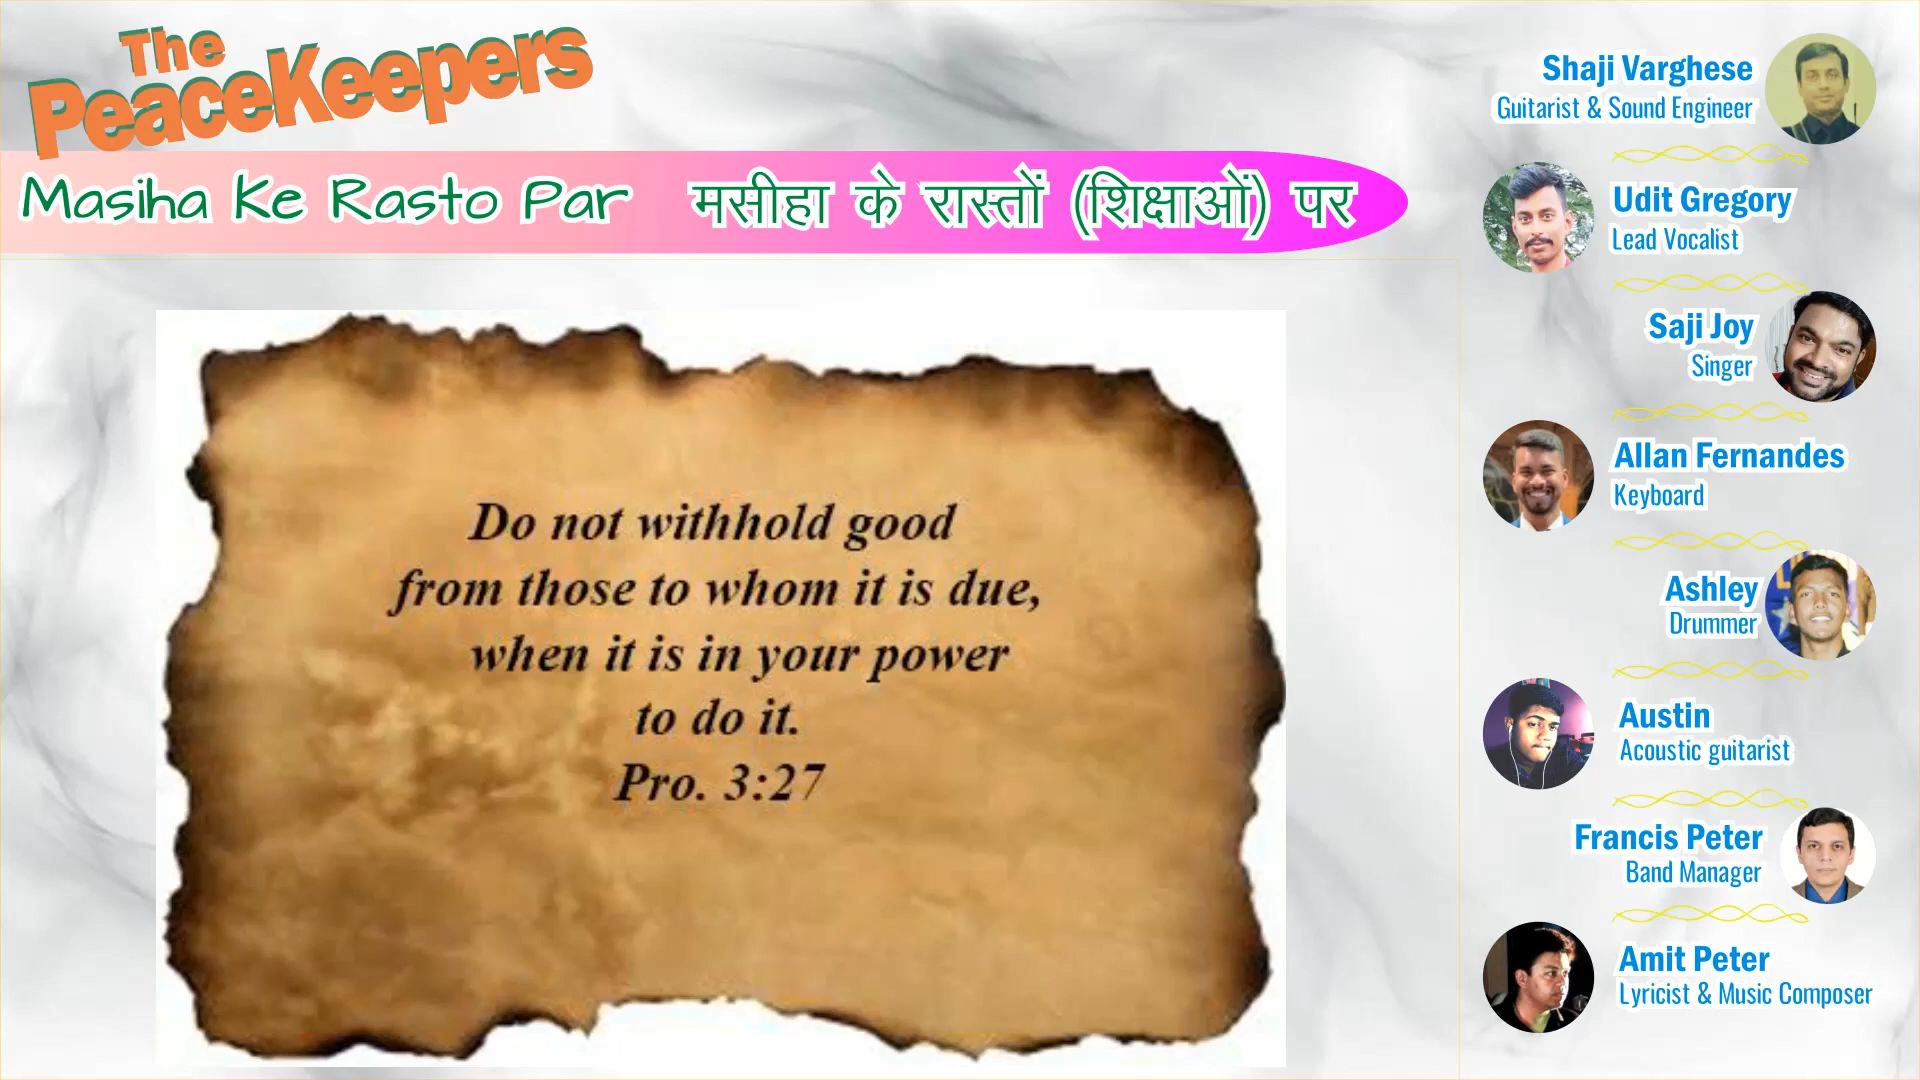 The
PeaceKeepers
Masiha Ke Rasto Par मसीहा के रास्तों (शिक्षाओं) पर
Do not withhold good
from those to whom it is due,
when it is in your power
to do it.
Pro. 3:27
Shaji Varghese
Guitarist & Sound Engineer
Udit Gregory
Lead Vocalist
Saji Joy
Singer
Allan Fernandes
Keyboard
Ashley
Drummer
Austin
Acoustic guitarist
Francis Peter
Band Manager
Amit Peter
Lyricist & Music Composer